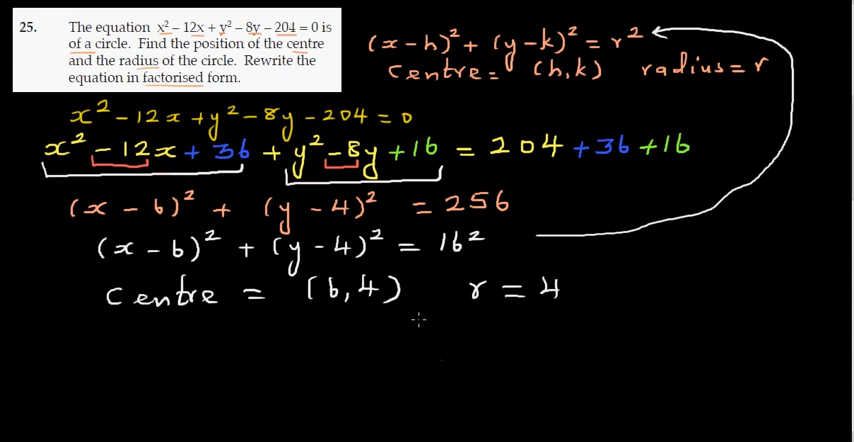 25. The equation x² – 12x + y² – 8y – 204 = 0 is
of a circle. Find the position of the centre
and the radius of the circle. Rewrite the
equation in factorised form.
(x - h)² + (y - k)² = r²
centre = (h, k) radius = r
x² - 12x + y² - 8y - 204 = 0
x² - 12x + 36 + y² - 8y + 16 = 204 + 36 + 16
(x - 6)² + (y - 4)² = 256
(x - 6)² + (y - 4)² = 16²
centre = (6, 4) r = 4